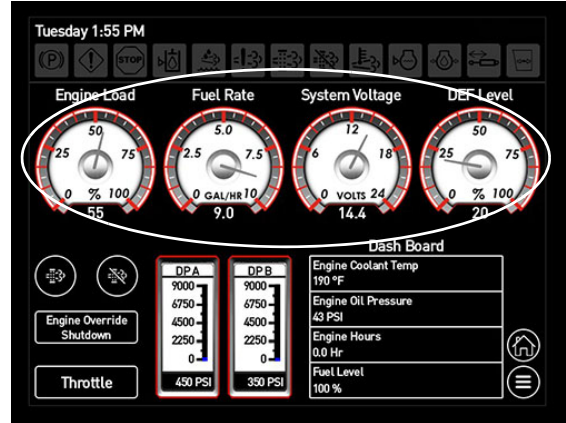 Tuesday 1:55 PM
(P) STOP
Engine Load Fuel Rate System Voltage DEF Level
50 5.0 12 50
25 75 2.5 7.5 6 18 25 75
0 % 100 0 GAL/HR 10 0 VOLTS 24 0 % 100
55 9.0 14.4 20
Dash Board
DP A DP B
9000 9000
6750 6750
4500 4500
2250 2250
0 0
450 PSI 350 PSI
Engine Coolant Temp
190 °F
Engine Oil Pressure
43 PSI
Engine Hours
0.0 Hr
Fuel Level
100 %
Engine Override
Shutdown
Throttle